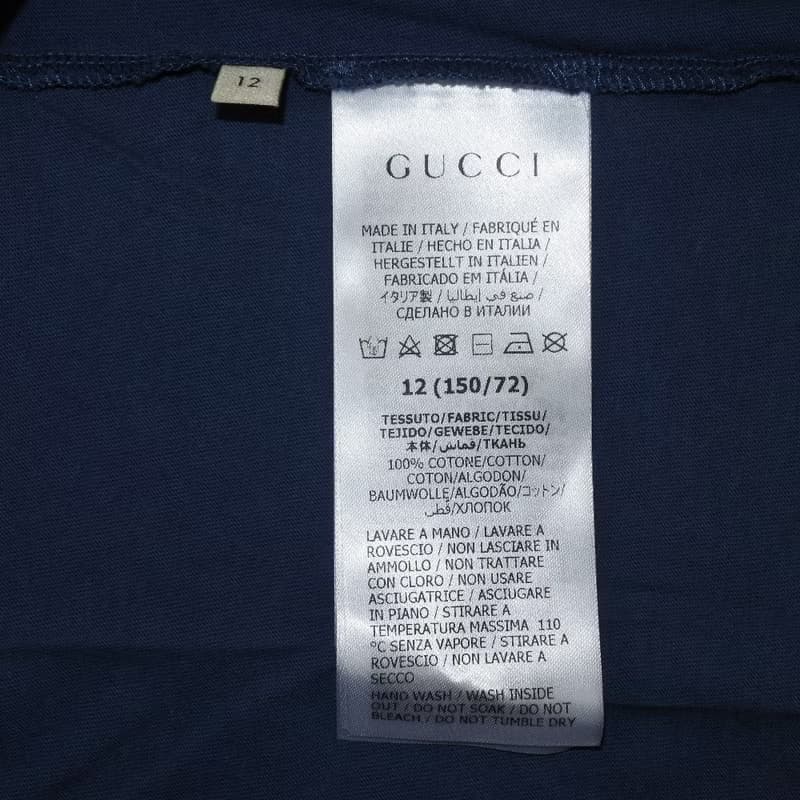 12
GUCCI
MADE IN ITALY / FABRIQUÉ EN
ITALIE / HECHO EN ITALIA /
HERGESTELLT IN ITALIEN /
FABRICADO EM ITÁLIA /
イタリア製 / صنع في إيطاليا /
СДЕЛАНО В ИТАЛИИ
12 (150/72)
TESSUTO/FABRIC/TISSU/
TEJIDO/GEWEBE/TECIDO/
本体/قماش/ТКАНЬ
100% COTONE/COTTON/
COTON/ALGODON/
BAUMWOLLE/ALGODÃO/コットン/
قطن/ХЛОПОК
LAVARE A MANO / LAVARE A
ROVESCIO / NON LASCIARE IN
AMMOLLO / NON TRATTARE
CON CLORO / NON USARE
ASCIUGATRICE / ASCIUGARE
IN PIANO / STIRARE A
TEMPERATURA MASSIMA 110
°C SENZA VAPORE / STIRARE A
ROVESCIO / NON LAVARE A
SECCO
HAND WASH / WASH INSIDE
OUT / DO NOT SOAK / DO NOT
BLEACH / DO NOT TUMBLE DRY